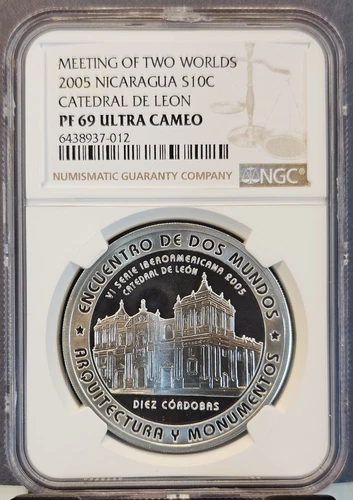 MEETING OF TWO WORLDS
2005 NICARAGUA S10C
CATEDRAL DE LEON
PF 69 ULTRA CAMEO
6438937-012
NUMISMATIC GUARANTY COMPANY
NGC
ENCUENTRO DE DOS MUNDOS
VI SERIE IBEROAMERICANA 2005
CATEDRAL DE LEÓN
DIEZ CÓRDOBAS
ARQUITECTURA Y MONUMENTOS